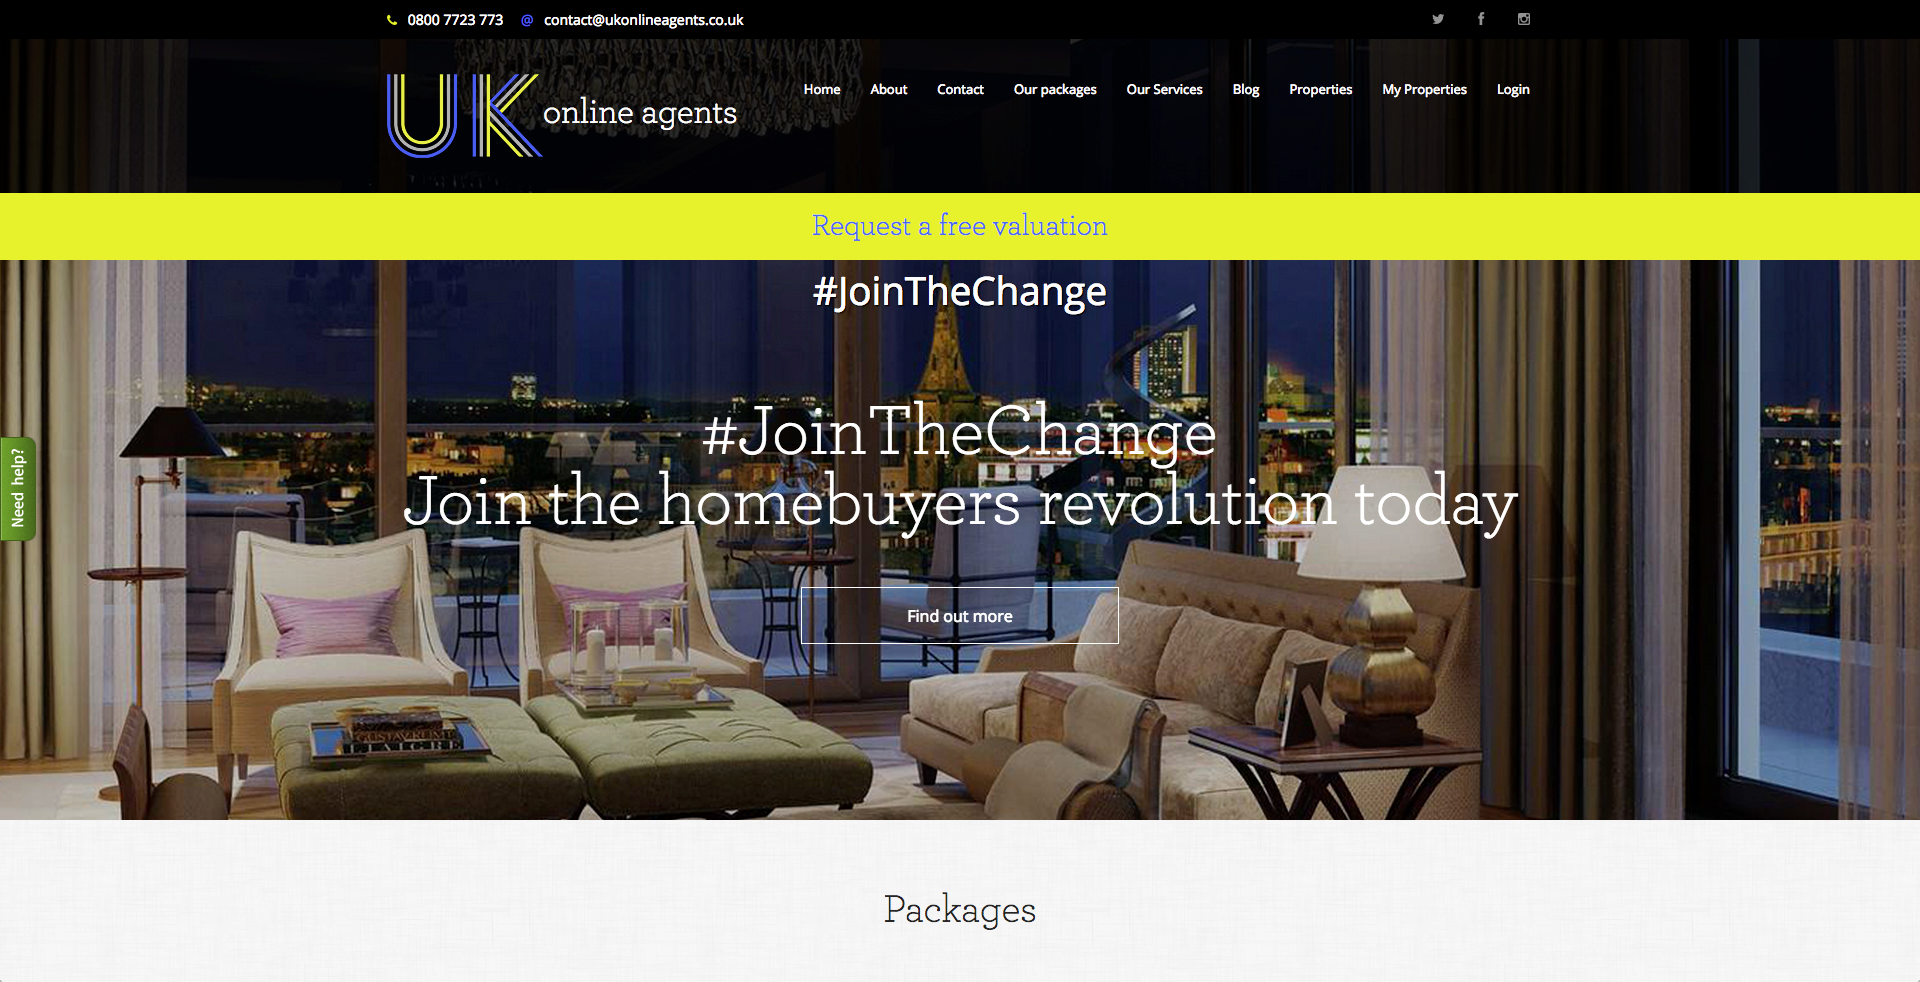 0800 7723 773 @ contact@ukonlineagents.co.uk
UK online agents
Home About Contact Our packages Our Services Blog Properties My Properties Login
Request a free valuation
#JoinTheChange
#JoinTheChange
Join the homebuyers revolution today
Need help?
Find out more
Packages